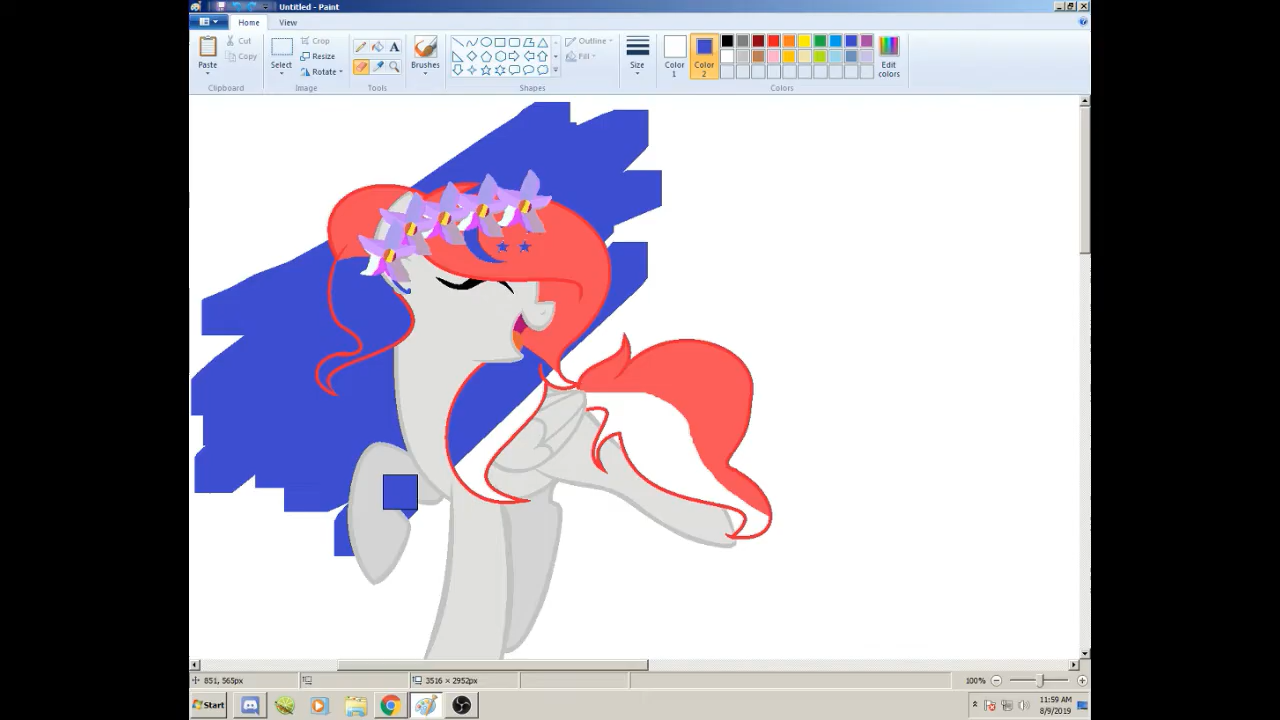 Untitled - Paint
Home View
Cut
Copy
Paste
Clipboard
Crop
Resize
Rotate
Select
Image
A
Tools
Brushes
Shapes
Outline
Fill
Size
Color 1
Color 2
Edit colors
Colors
851, 565px
3516 × 2952px
100%
Start
11:59 AM
8/9/2019